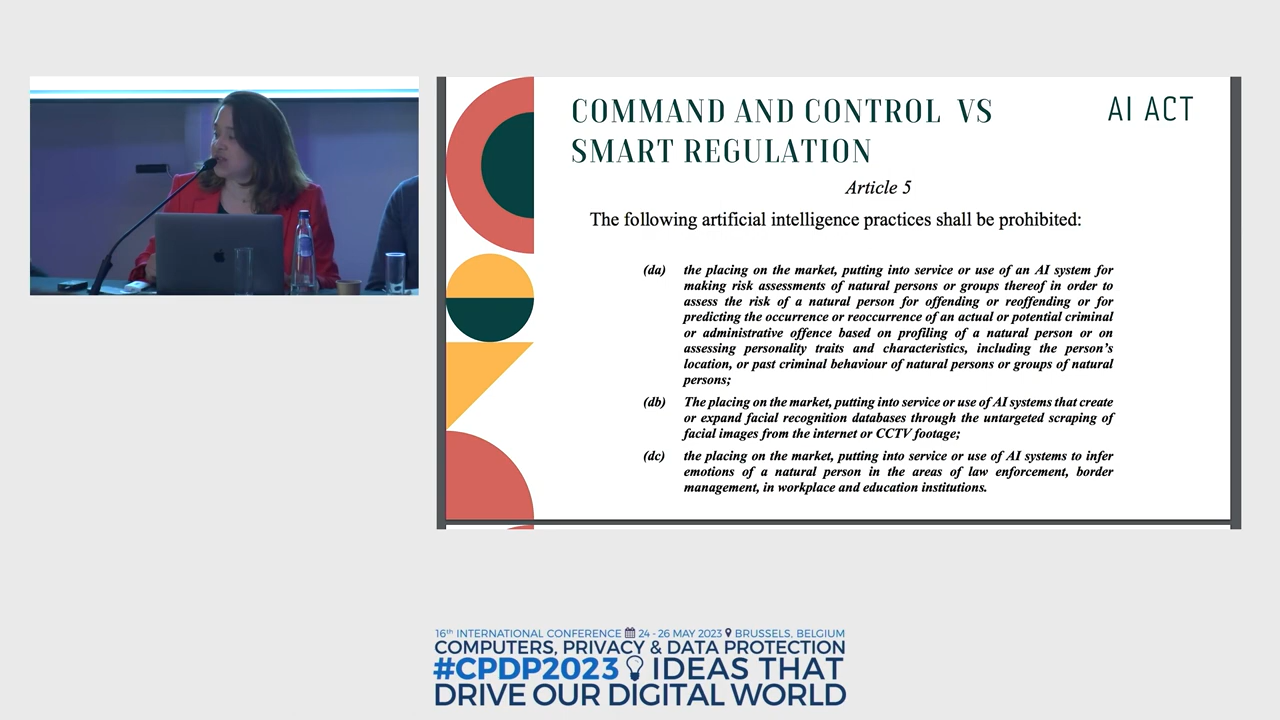 COMMAND AND CONTROL VS
SMART REGULATION
AI ACT
Article 5
The following artificial intelligence practices shall be prohibited:
(da) the placing on the market, putting into service or use of an AI system for
making risk assessments of natural persons or groups thereof in order to
assess the risk of a natural person for offending or reoffending or for
predicting the occurrence or reoccurrence of an actual or potential criminal
or administrative offence based on profiling of a natural person or on
assessing personality traits and characteristics, including the person's
location, or past criminal behaviour of natural persons or groups of natural
persons;
(db) The placing on the market, putting into service or use of AI systems that create
or expand facial recognition databases through the untargeted scraping of
facial images from the internet or CCTV footage;
(dc) the placing on the market, putting into service or use of AI systems to infer
emotions of a natural person in the areas of law enforcement, border
management, in workplace and education institutions.
16th INTERNATIONAL CONFERENCE 24 - 26 MAY 2023 BRUSSELS, BELGIUM
COMPUTERS, PRIVACY & DATA PROTECTION
#CPDP2023 IDEAS THAT
DRIVE OUR DIGITAL WORLD